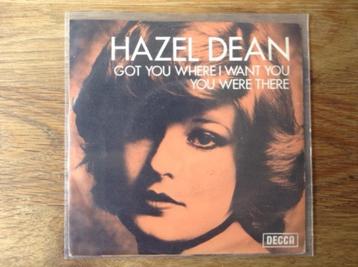 HAZEL DEAN
GOT YOU WHERE I WANT YOU
YOU WERE THERE
DECCA